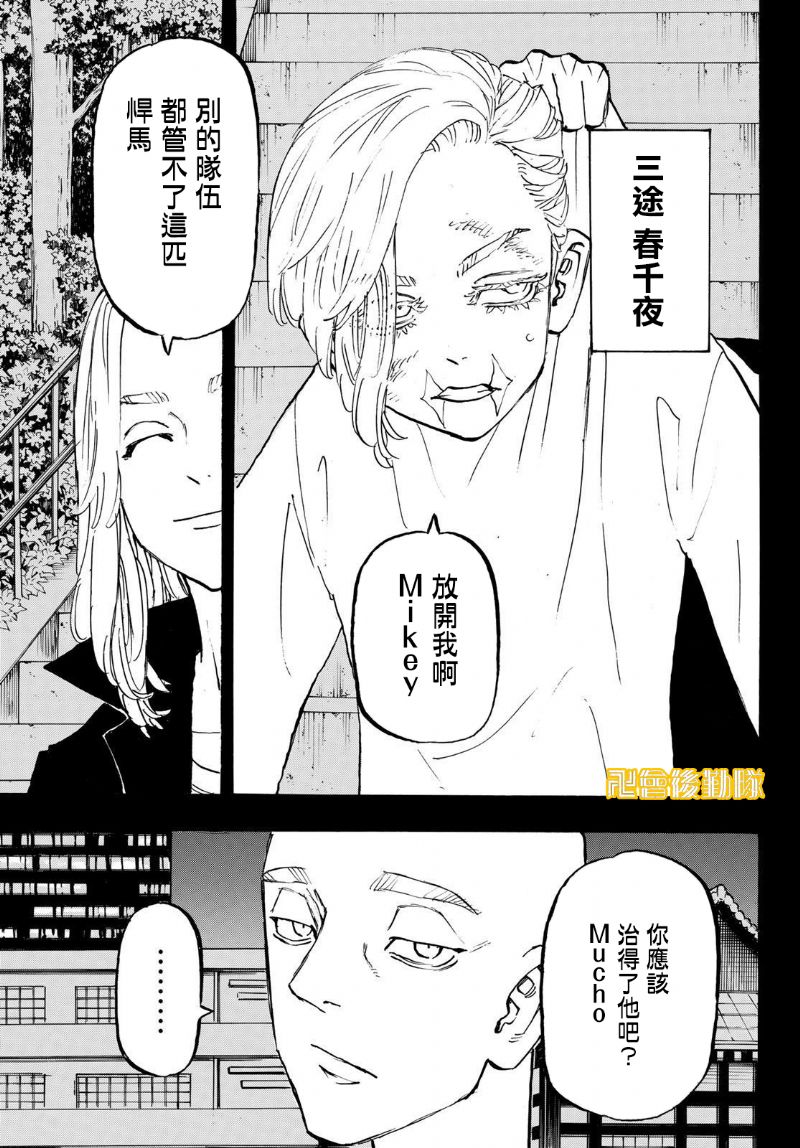 三途 春千夜
放開我啊
Mikey
別的隊伍
都管不了這匹
悍馬
卍會後勤隊
你應該
治得了他吧？
Mucho
………